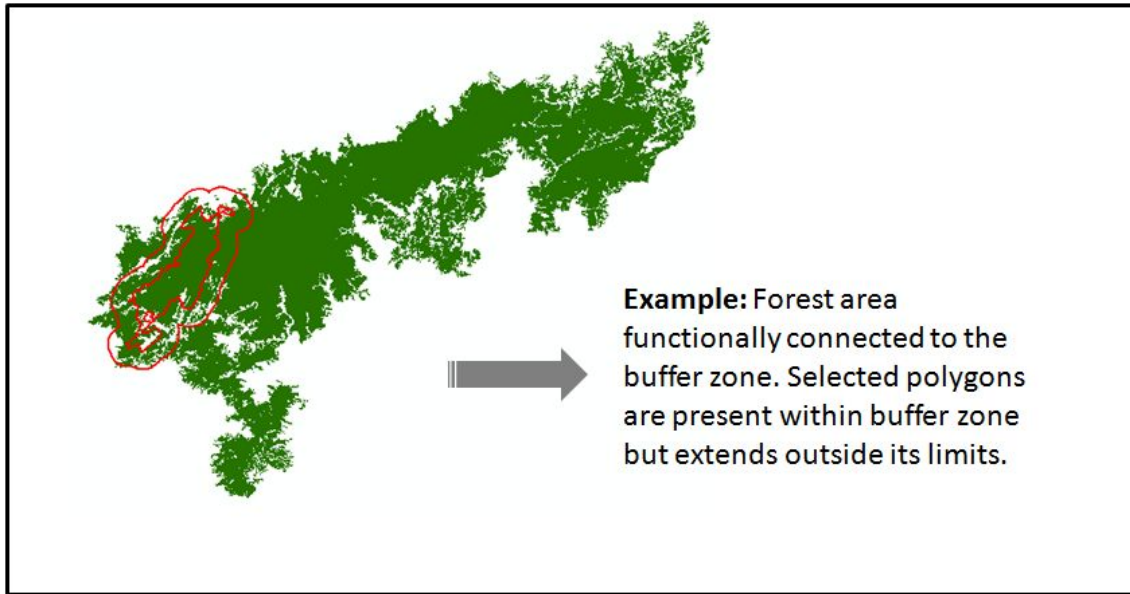 Example: Forest area
functionally connected to the
buffer zone. Selected polygons
are present within buffer zone
but extends outside its limits.